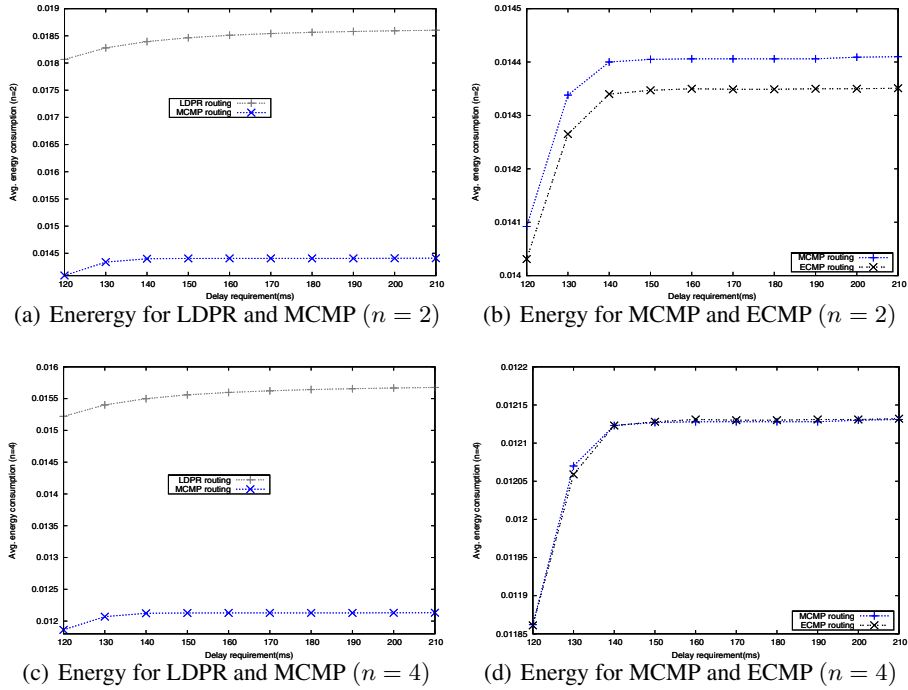 0.019
0.0185
0.018
0.0175
0.017
0.0165
0.016
0.0155
0.015
0.0145
Avg. energy consumption (n=2)
LDPR routing
MCMP routing
120 130 140 150 160 170 180 190 200 210
Delay requirement(ms)
(a) Enerergy for LDPR and MCMP (n = 2)
0.0145
0.0144
0.0143
0.0142
0.0141
0.014
Avg. energy consumption (n=2)
MCMP routing
ECMP routing
120 130 140 150 160 170 180 190 200 210
Delay requirement(ms)
(b) Energy for MCMP and ECMP (n = 2)
0.016
0.0155
0.015
0.0145
0.014
0.0135
0.013
0.0125
0.012
Avg. energy consumption (n=4)
LDPR routing
MCMP routing
120 130 140 150 160 170 180 190 200 210
Delay requirement(ms)
(c) Energy for LDPR and MCMP (n = 4)
0.0122
0.01215
0.0121
0.01205
0.012
0.01195
0.0119
0.01185
Avg. energy consumption (n=4)
MCMP routing
ECMP routing
120 130 140 150 160 170 180 190 200 210
Delay requirement(ms)
(d) Energy for MCMP and ECMP (n = 4)